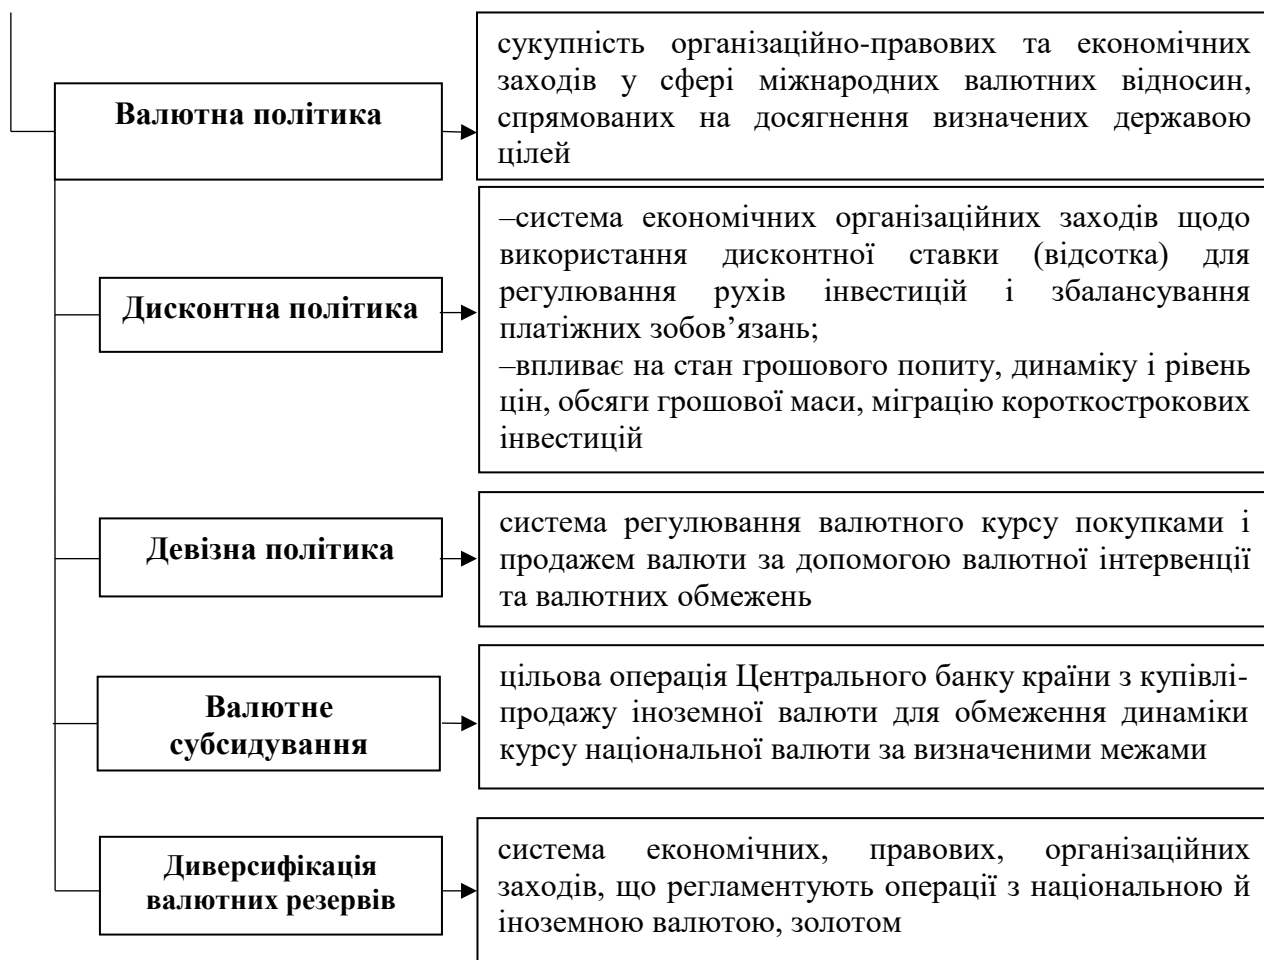 Валютна політика
сукупність організаційно-правових та економічних
заходів у сфері міжнародних валютних відносин,
спрямованих на досягнення визначених державою
цілей
Дисконтна політика
–система економічних організаційних заходів щодо
використання дисконтної ставки (відсотка) для
регулювання рухів інвестицій і збалансування
платіжних зобов’язань;
–впливає на стан грошового попиту, динаміку і рівень
цін, обсяги грошової маси, міграцію короткострокових
інвестицій
Девізна політика
система регулювання валютного курсу покупками і
продажем валюти за допомогою валютної інтервенції
та валютних обмежень
Валютне
субсидування
цільова операція Центрального банку країни з купівлі-
продажу іноземної валюти для обмеження динаміки
курсу національної валюти за визначеними межами
Диверсифікація
валютних резервів
система економічних, правових, організаційних
заходів, що регламентують операції з національною й
іноземною валютою, золотом